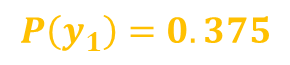 P(y₁) = 0.375